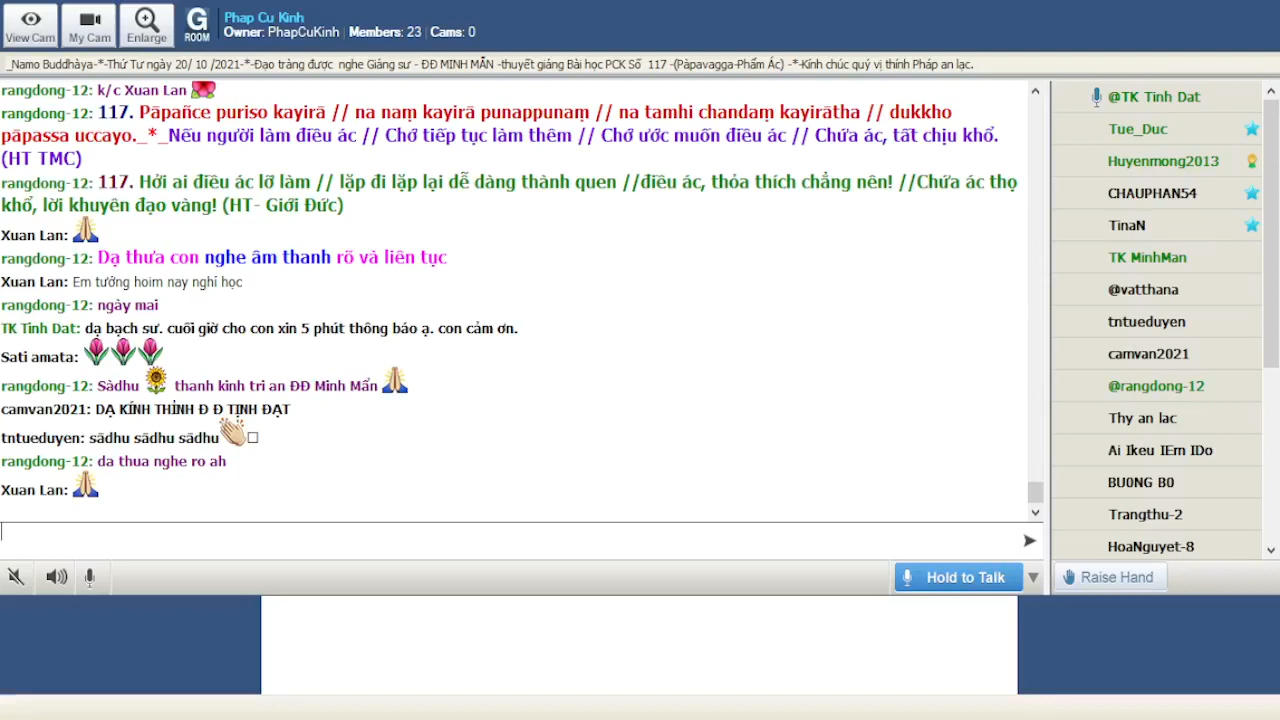 View Cam
My Cam
Enlarge
G
ROOM
Phap Cu Kinh
Owner: PhapCuKinh | Members: 23 | Cams: 0
_Namo Buddhàya-*-Thứ Tư ngày 20/ 10 /2021-*-Đạo tràng được nghe Giảng sư - ĐĐ MINH MẪN -thuyết giảng Bài học PCK Số 117 -(Pàpavagga-Phẩm Ác) -*-Kính chúc quý vị thính Pháp an lạc.
rangdong-12: k/c Xuan Lan
rangdong-12: 117. Pāpañce puriso kayirā // na naṃ kayirā punappunaṃ // na tamhi chandaṃ kayirātha // dukkho
pāpassa uccayo._*_Nếu người làm điều ác // Chớ tiếp tục làm thêm // Chớ ước muốn điều ác // Chứa ác, tất chịu khổ.
(HT TMC)
rangdong-12: 117. Hởi ai điều ác lỡ làm // lặp đi lặp lại dễ dàng thành quen //điều ác, thỏa thích chẳng nên! //Chứa ác thọ
khổ, lời khuyên đạo vàng! (HT- Giới Đức)
Xuan Lan:
rangdong-12: Dạ thưa con nghe âm thanh rõ và liên tục
Xuan Lan: Em tưởng hoim nay nghỉ học
rangdong-12: ngày mai
TK Tinh Dat: dạ bạch sư. cuối giờ cho con xin 5 phút thông báo ạ. con cảm ơn.
Sati amata:
rangdong-12: Sàdhu thanh kinh tri an ĐĐ Minh Mẩn
camvan2021: DẠ KÍNH THỈNH Đ Đ TỊNH ĐẠT
tntueduyen: sādhu sādhu sādhu
rangdong-12: da thua nghe ro ah
Xuan Lan:
Hold to Talk
@TK Tinh Dat
Tue_Duc
Huyenmong2013
CHAUPHAN54
TinaN
TK MinhMan
@vatthana
tntueduyen
camvan2021
@rangdong-12
Thy an lac
Ai Ikeu IEm IDo
BU0NG B0
Trangthu-2
HoaNguyet-8
Raise Hand